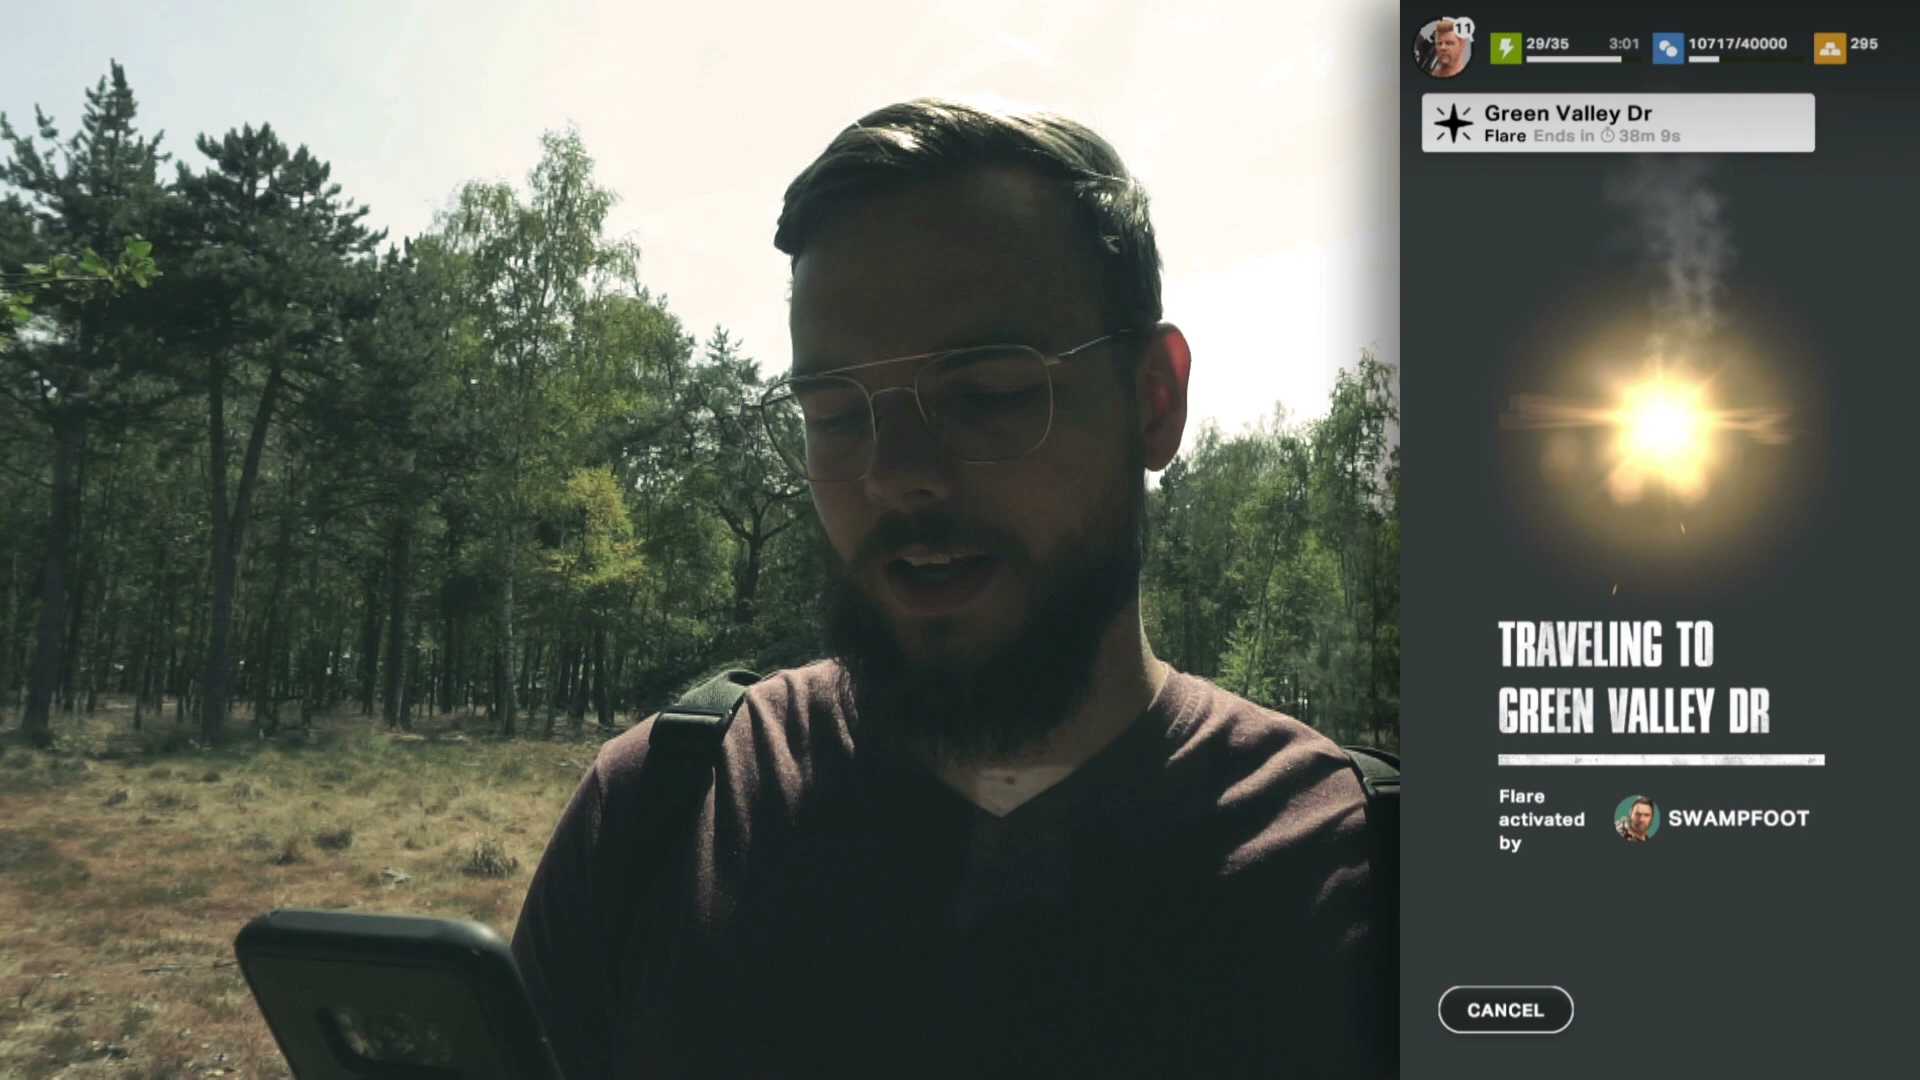 11
29/35 3:01 10717/40000 295
Green Valley Dr
Flare Ends in 38m 9s
TRAVELING TO
GREEN VALLEY DR
Flare
activated
by
SWAMPFOOT
CANCEL